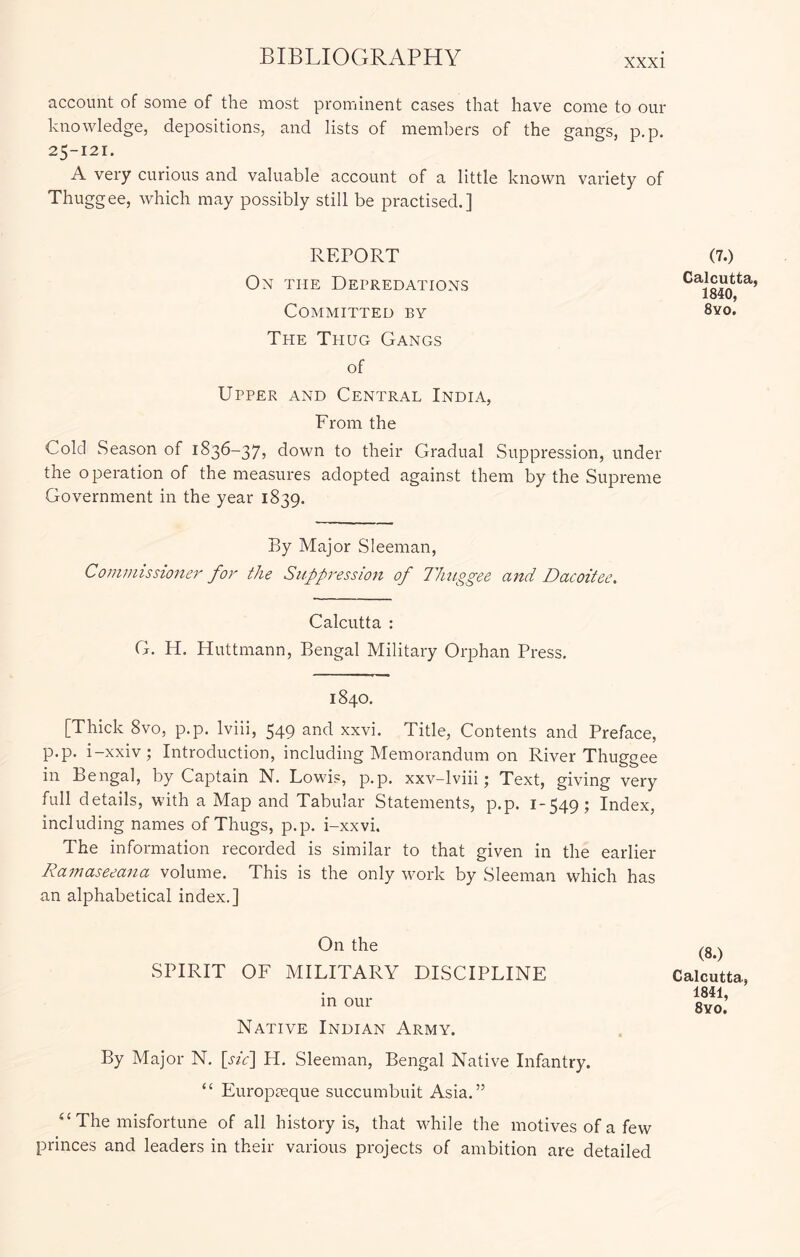 BIBLIOGRAPHY xxxi
account of some of the most prominent cases that have come to our
knowledge, depositions, and lists of members of the gangs, p.p.
25-121.
A very curious and valuable account of a little known variety of
Thuggee, which may possibly still be practised.]
REPORT
On the Depredations
Committed by
The Thug Gangs
of
Upper and Central India,
From the
Cold Season of 1836-37, down to their Gradual Suppression, under
the operation of the measures adopted against them by the Supreme
Government in the year 1839.
(7.)
Calcutta,
1840,
8vo.
By Major Sleeman,
Commissioner for the Suppression of Thuggee and Dacoitee.
Calcutta :
G. H. Huttmann, Bengal Military Orphan Press.
1840.
[Thick 8vo, p.p. lviii, 549 and xxvi. Title, Contents and Preface,
p.p. i-xxiv ; Introduction, including Memorandum on River Thuggee
in Bengal, by Captain N. Lowis, p.p. xxv-lviii ; Text, giving very
full details, with a Map and Tabular Statements, p.p. 1-549 ; Index,
including names of Thugs, p.p. i-xxvi.
The information recorded is similar to that given in the earlier
Ramaseeana volume. This is the only work by Sleeman which has
an alphabetical index.]
On the
SPIRIT OF MILITARY DISCIPLINE
in our
Native Indian Army.
(8.)
Calcutta,
1841,
8vo.
By Major N. [sic] H. Sleeman, Bengal Native Infantry.
“ Europæque succumbuit Asia.”
“ The misfortune of all history is, that while the motives of a few
princes and leaders in their various projects of ambition are detailed